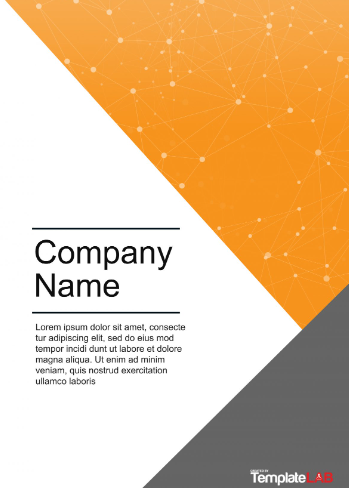 Company
Name
Lorem ipsum dolor sit amet, consecte
tur adipiscing elit, sed do eius mod
tempor incidi dunt ut labore et dolore
magna aliqua. Ut enim ad minim
veniam, quis nostrud exercitation
ullamco laboris
CREATED BY
TemplateLAB